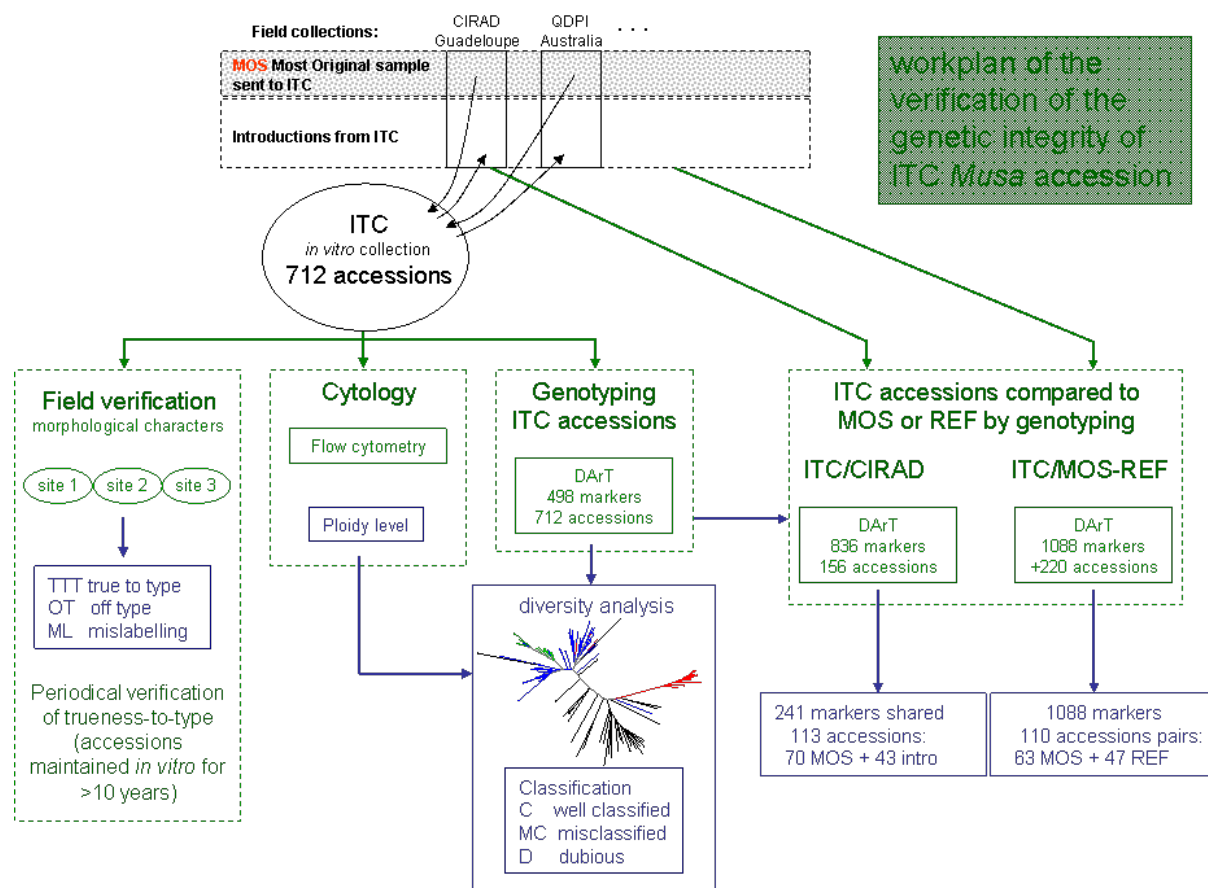 Field collections:
CIRAD
Guadeloupe
QDPI
Australia
. . .
MOS Most Original sample
sent to ITC
Introductions from ITC
workplan of the
verification of the
genetic integrity of
ITC Musa accession
ITC
in vitro collection
712 accessions
Field verification
morphological characters
site 1
site 2
site 3
TTT true to type
OT off type
ML mislabelling
Periodical verification
of trueness-to-type
(accessions
maintained in vitro for
>10 years)
Cytology
Flow cytometry
Ploidy level
Genotyping
ITC accessions
DArT
498 markers
712 accessions
diversity analysis
Classification
C well classified
MC misclassified
D dubious
ITC accessions compared to
MOS or REF by genotyping
ITC/CIRAD
DArT
836 markers
156 accessions
241 markers shared
113 accessions:
70 MOS + 43 intro
ITC/MOS-REF
DArT
1088 markers
+220 accessions
1088 markers
110 accessions pairs:
63 MOS + 47 REF